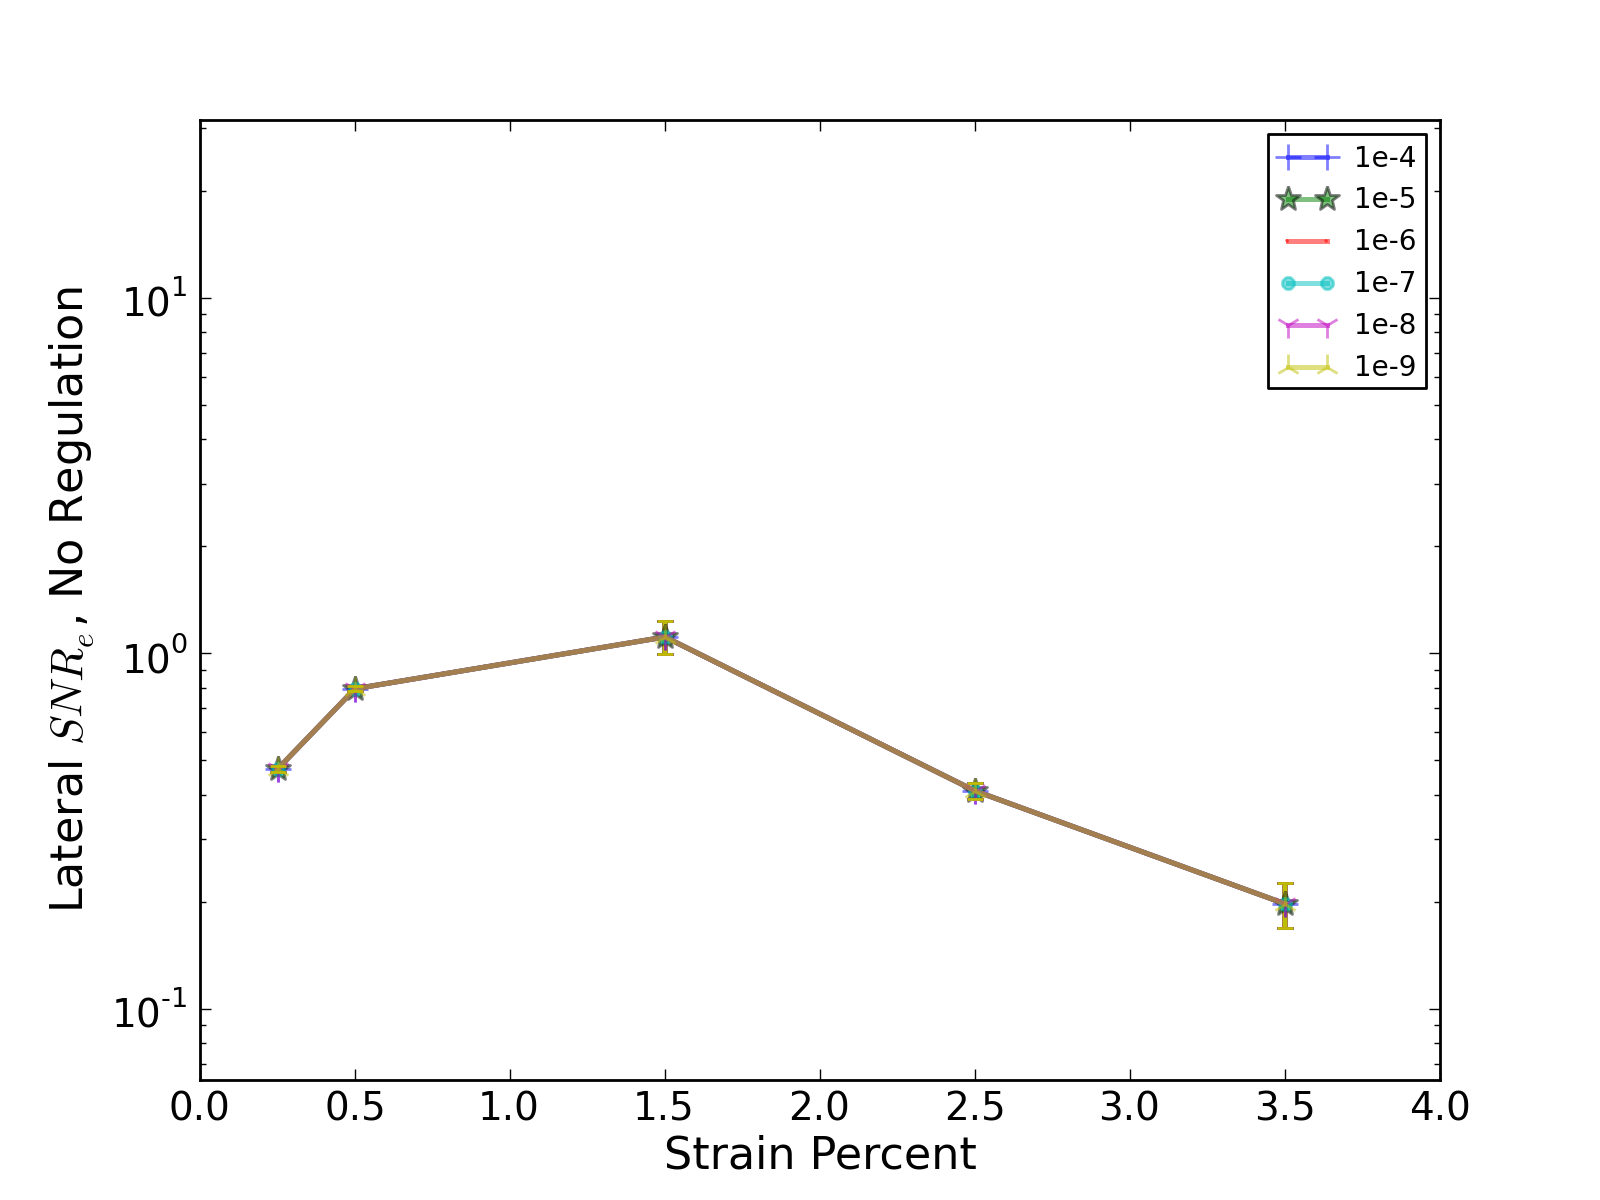 Lateral SNR_e, No Regulation
10^1
10^0
10^-1
1e-4
1e-5
1e-6
1e-7
1e-8
1e-9
0.0 0.5 1.0 1.5 2.0 2.5 3.0 3.5 4.0
Strain Percent